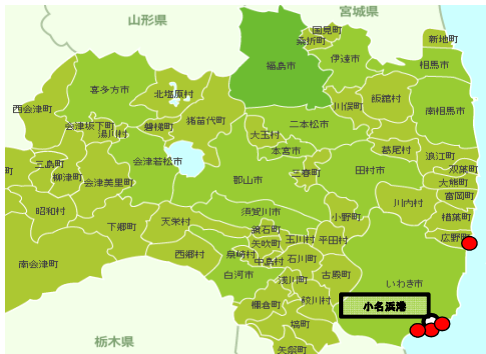 山形県
宮城県
国見町
桑折町
新地町
福島市
伊達市
相馬市
喜多方市
北塩原村
飯舘村
西会津町
猪苗代町
川俣町
南相馬市
会津坂下町
湯川村
磐梯町
大玉村
二本松市
葛尾村
浪江町
双葉町
本宮市
三島町
柳津町
会津若松市
会津美里町
郡山市
三春町
田村市
大熊町
富岡町
川内村
昭和村
下郷町
天栄村
須賀川市
小野町
楢葉町
鏡石町
広野町
矢吹町
玉川村
平田村
南会津町
西郷村
泉崎村
中島村
石川町
白河市
浅川町
古殿町
いわき市
棚倉町
鮫川村
小名浜港
塙町
矢祭町
栃木県
町